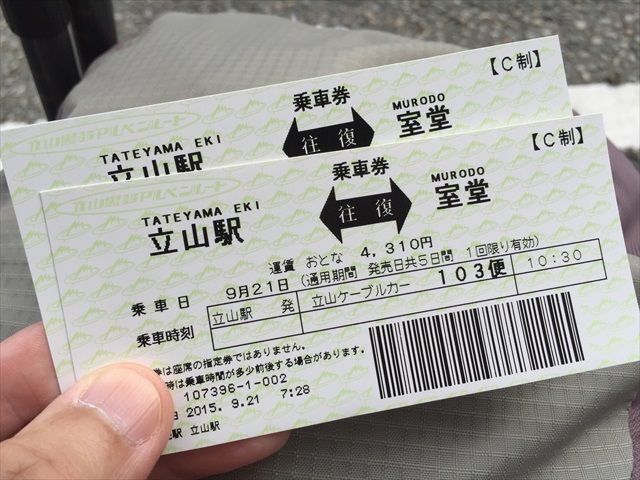 【C制】
乗車券
MURODO
TATEYAMA EKI
往復
室堂
立山駅
【C制】
立山黒部アルペンルート
乗車券
MURODO
TATEYAMA EKI
往復
室堂
立山駅
運賃 おとな 4,310円
(通用期間 発売日共5日間 1回限り有効)
乗車日 9月21日
乗車時刻 立山駅 発 立山ケーブルカー 103便 10:30
券は座席の指定券ではありません。
時は乗車時間が多少前後する場合があります。
107396-1-002
2015. 9.21 7:28
駅 立山駅